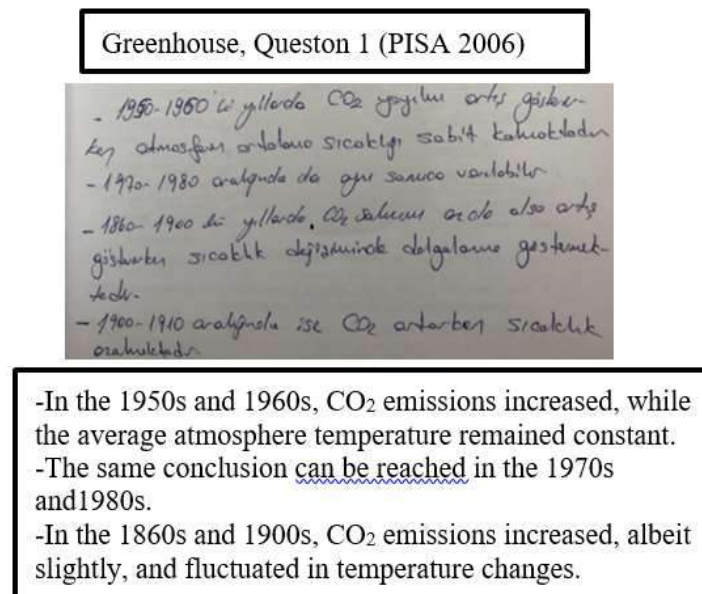 Greenhouse, Queston 1 (PISA 2006)
- 1950-1960'lı yıllarda CO₂ yayılımı artış göster-
ken atmosferin ortalama sıcaklığı sabit kalmaktadır
- 1970-1980 aralığında da aynı sonuca varılabilir
- 1860-1900 lü yıllarda, CO₂ salınımı az da olsa artış
gösterirken sıcaklık değişiminde dalgalanma göstermek-
tedir.
- 1900-1910 aralığında ise CO₂ artarken sıcaklık
azalmaktadır
-In the 1950s and 1960s, CO₂ emissions increased, while
the average atmosphere temperature remained constant.
-The same conclusion can be reached in the 1970s
and1980s.
-In the 1860s and 1900s, CO₂ emissions increased, albeit
slightly, and fluctuated in temperature changes.